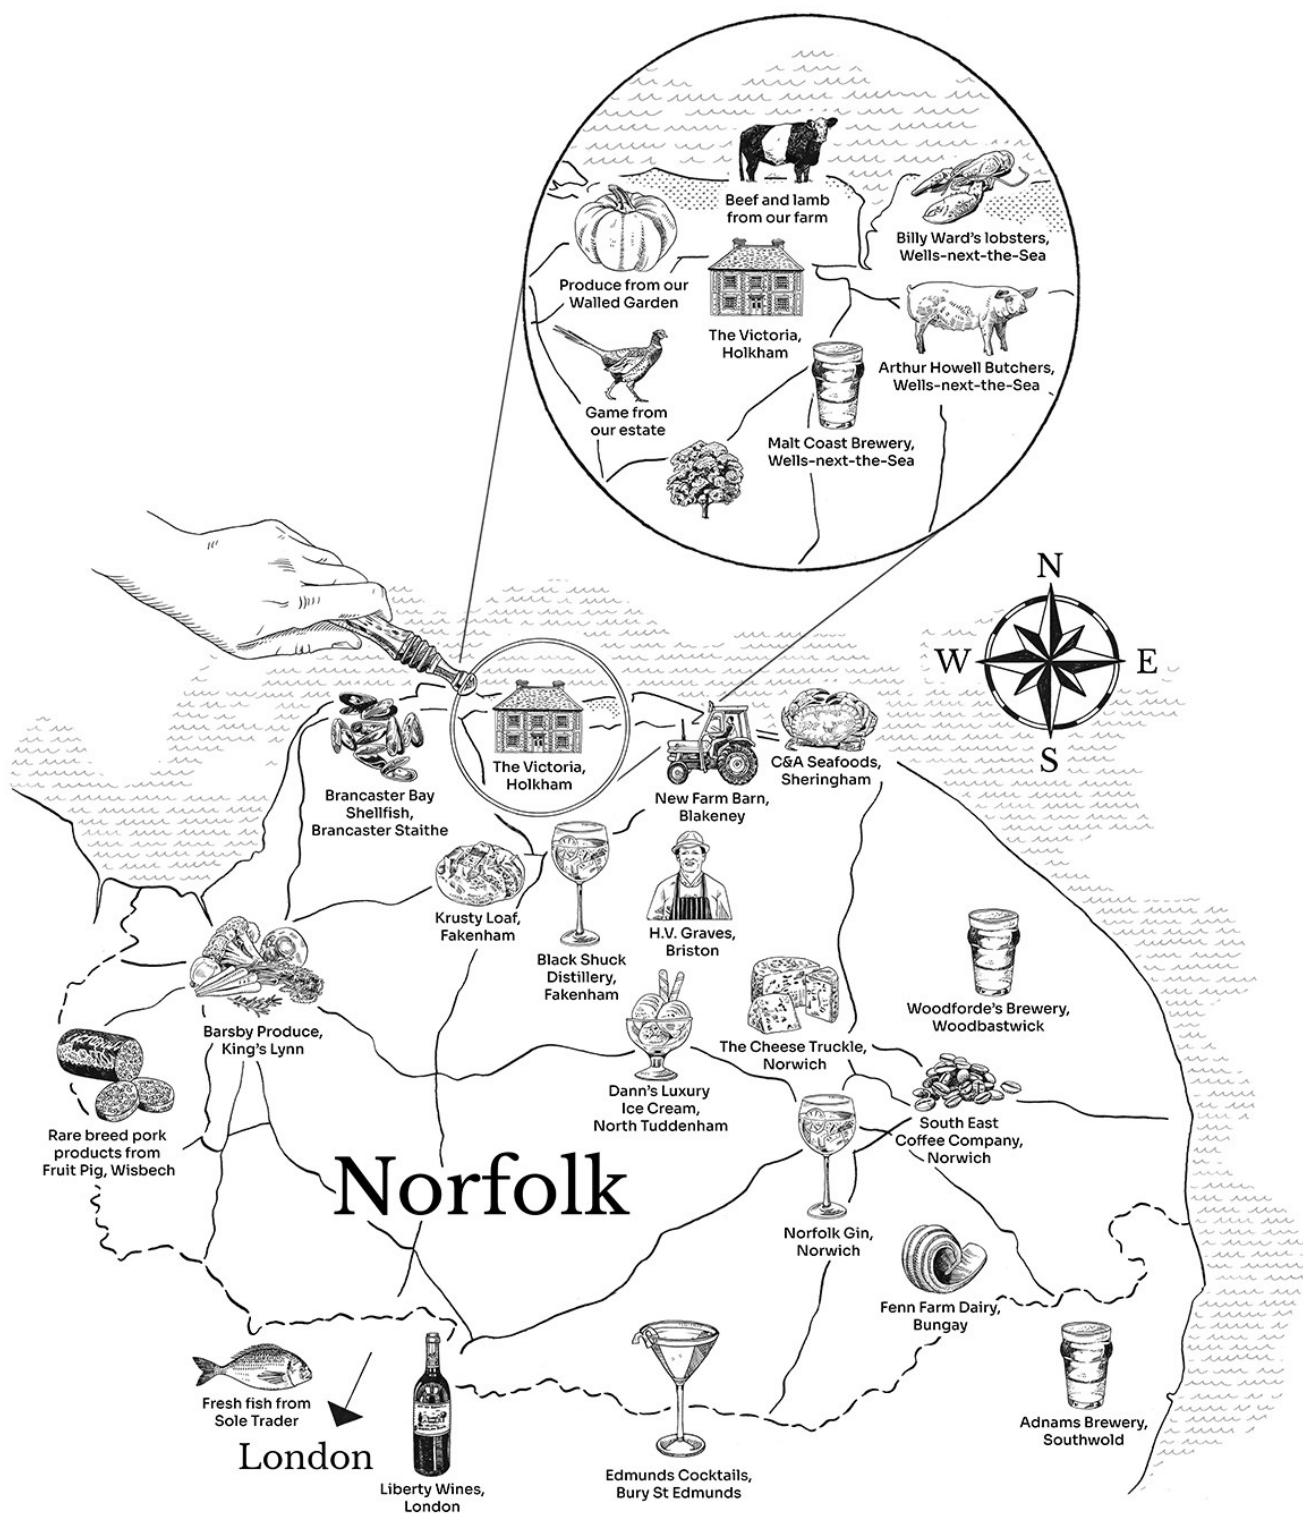 Beef and lamb
from our farm
Billy Ward's lobsters,
Wells-next-the-Sea
Produce from our
Walled Garden
The Victoria,
Holkham
Arthur Howell Butchers,
Wells-next-the-Sea
Game from
our estate
Malt Coast Brewery,
Wells-next-the-Sea
N
W
E
S
The Victoria,
Holkham
C&A Seafoods,
Sheringham
Brancaster Bay
Shellfish,
Brancaster Staithe
New Farm Barn,
Blakeney
Krusty Loaf,
Fakenham
H.V. Graves,
Briston
Black Shuck
Distillery,
Fakenham
Woodforde's Brewery,
Woodbastwick
Barsby Produce,
King's Lynn
The Cheese Truckle,
Norwich
Dann's Luxury
Ice Cream,
North Tuddenham
South East
Coffee Company,
Norwich
Rare breed pork
products from
Fruit Pig, Wisbech
Norfolk
Norfolk Gin,
Norwich
Fenn Farm Dairy,
Bungay
Fresh fish from
Sole Trader
London
Liberty Wines,
London
Edmunds Cocktails,
Bury St Edmunds
Adnams Brewery,
Southwold